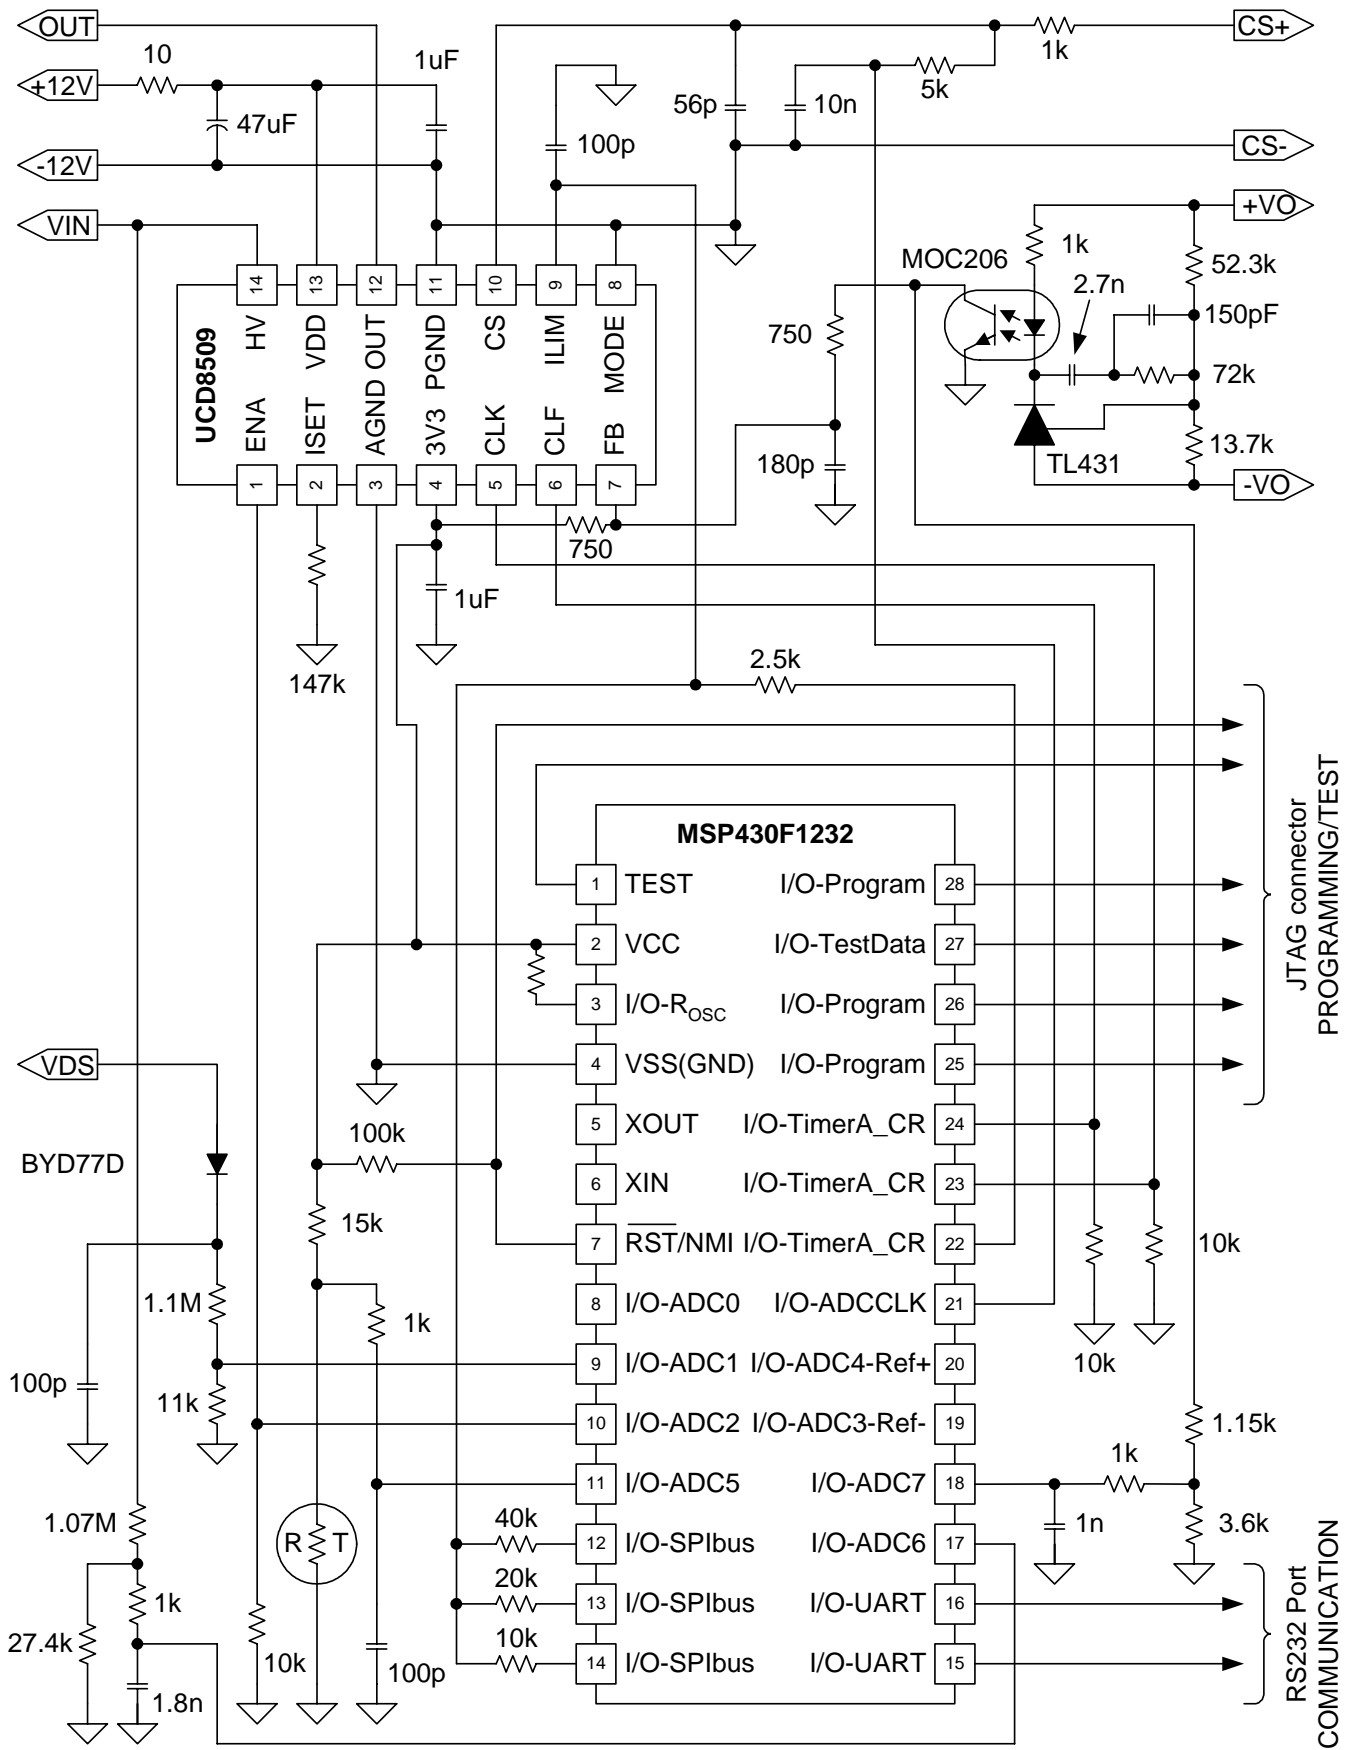 OUT
10
1uF
+12V
47uF
-12V
VIN
1k
CS+
5k
56p
10n
100p
CS-
+VO
1k
MOC206
52.3k
2.7n
150pF
750
72k
13.7k
TL431
-VO
180p
14
13
12
11
10
9
8
HV
VDD
OUT
PGND
CS
ILIM
MODE
UCD8509
ENA
ISET
AGND
3V3
CLK
CLF
FB
1
2
3
4
5
6
7
750
1uF
147k
2.5k
JTAG connector
PROGRAMMING/TEST
MSP430F1232
1 TEST I/O-Program 28
2 VCC I/O-TestData 27
3 I/O-ROSC I/O-Program 26
4 VSS(GND) I/O-Program 25
5 XOUT I/O-TimerA_CR 24
6 XIN I/O-TimerA_CR 23
7 RST/NMI I/O-TimerA_CR 22
8 I/O-ADC0 I/O-ADCCLK 21
9 I/O-ADC1 I/O-ADC4-Ref+ 20
10 I/O-ADC2 I/O-ADC3-Ref- 19
11 I/O-ADC5 I/O-ADC7 18
12 I/O-SPIbus I/O-ADC6 17
13 I/O-SPIbus I/O-UART 16
14 I/O-SPIbus I/O-UART 15
VDS
BYD77D
100k
15k
1.1M
1k
100p
11k
10k
10k
1.15k
1k
1n
3.6k
1.07M
R T
40k
20k
10k
1k
27.4k
10k
100p
1.8n
RS232 Port
COMMUNICATION